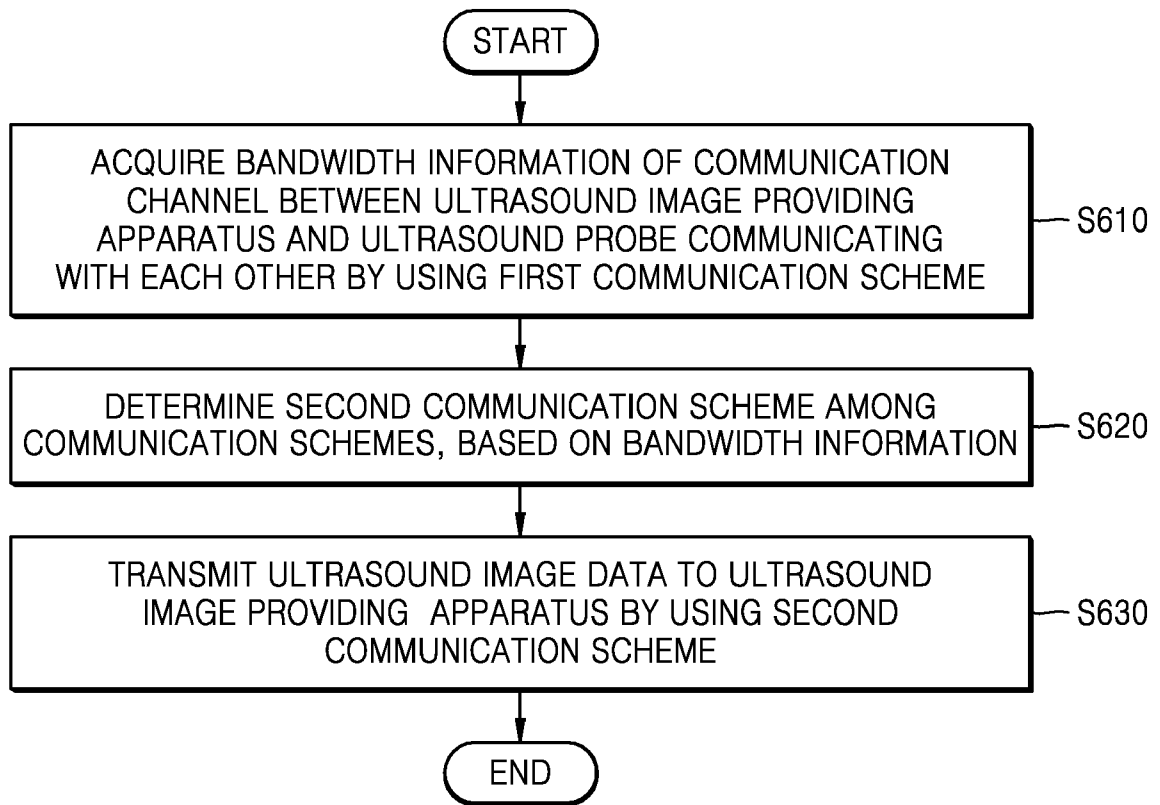 START
ACQUIRE BANDWIDTH INFORMATION OF COMMUNICATION
CHANNEL BETWEEN ULTRASOUND IMAGE PROVIDING
APPARATUS AND ULTRASOUND PROBE COMMUNICATING
WITH EACH OTHER BY USING FIRST COMMUNICATION SCHEME
S610
DETERMINE SECOND COMMUNICATION SCHEME AMONG
COMMUNICATION SCHEMES, BASED ON BANDWIDTH INFORMATION
S620
TRANSMIT ULTRASOUND IMAGE DATA TO ULTRASOUND
IMAGE PROVIDING APPARATUS BY USING SECOND
COMMUNICATION SCHEME
S630
END